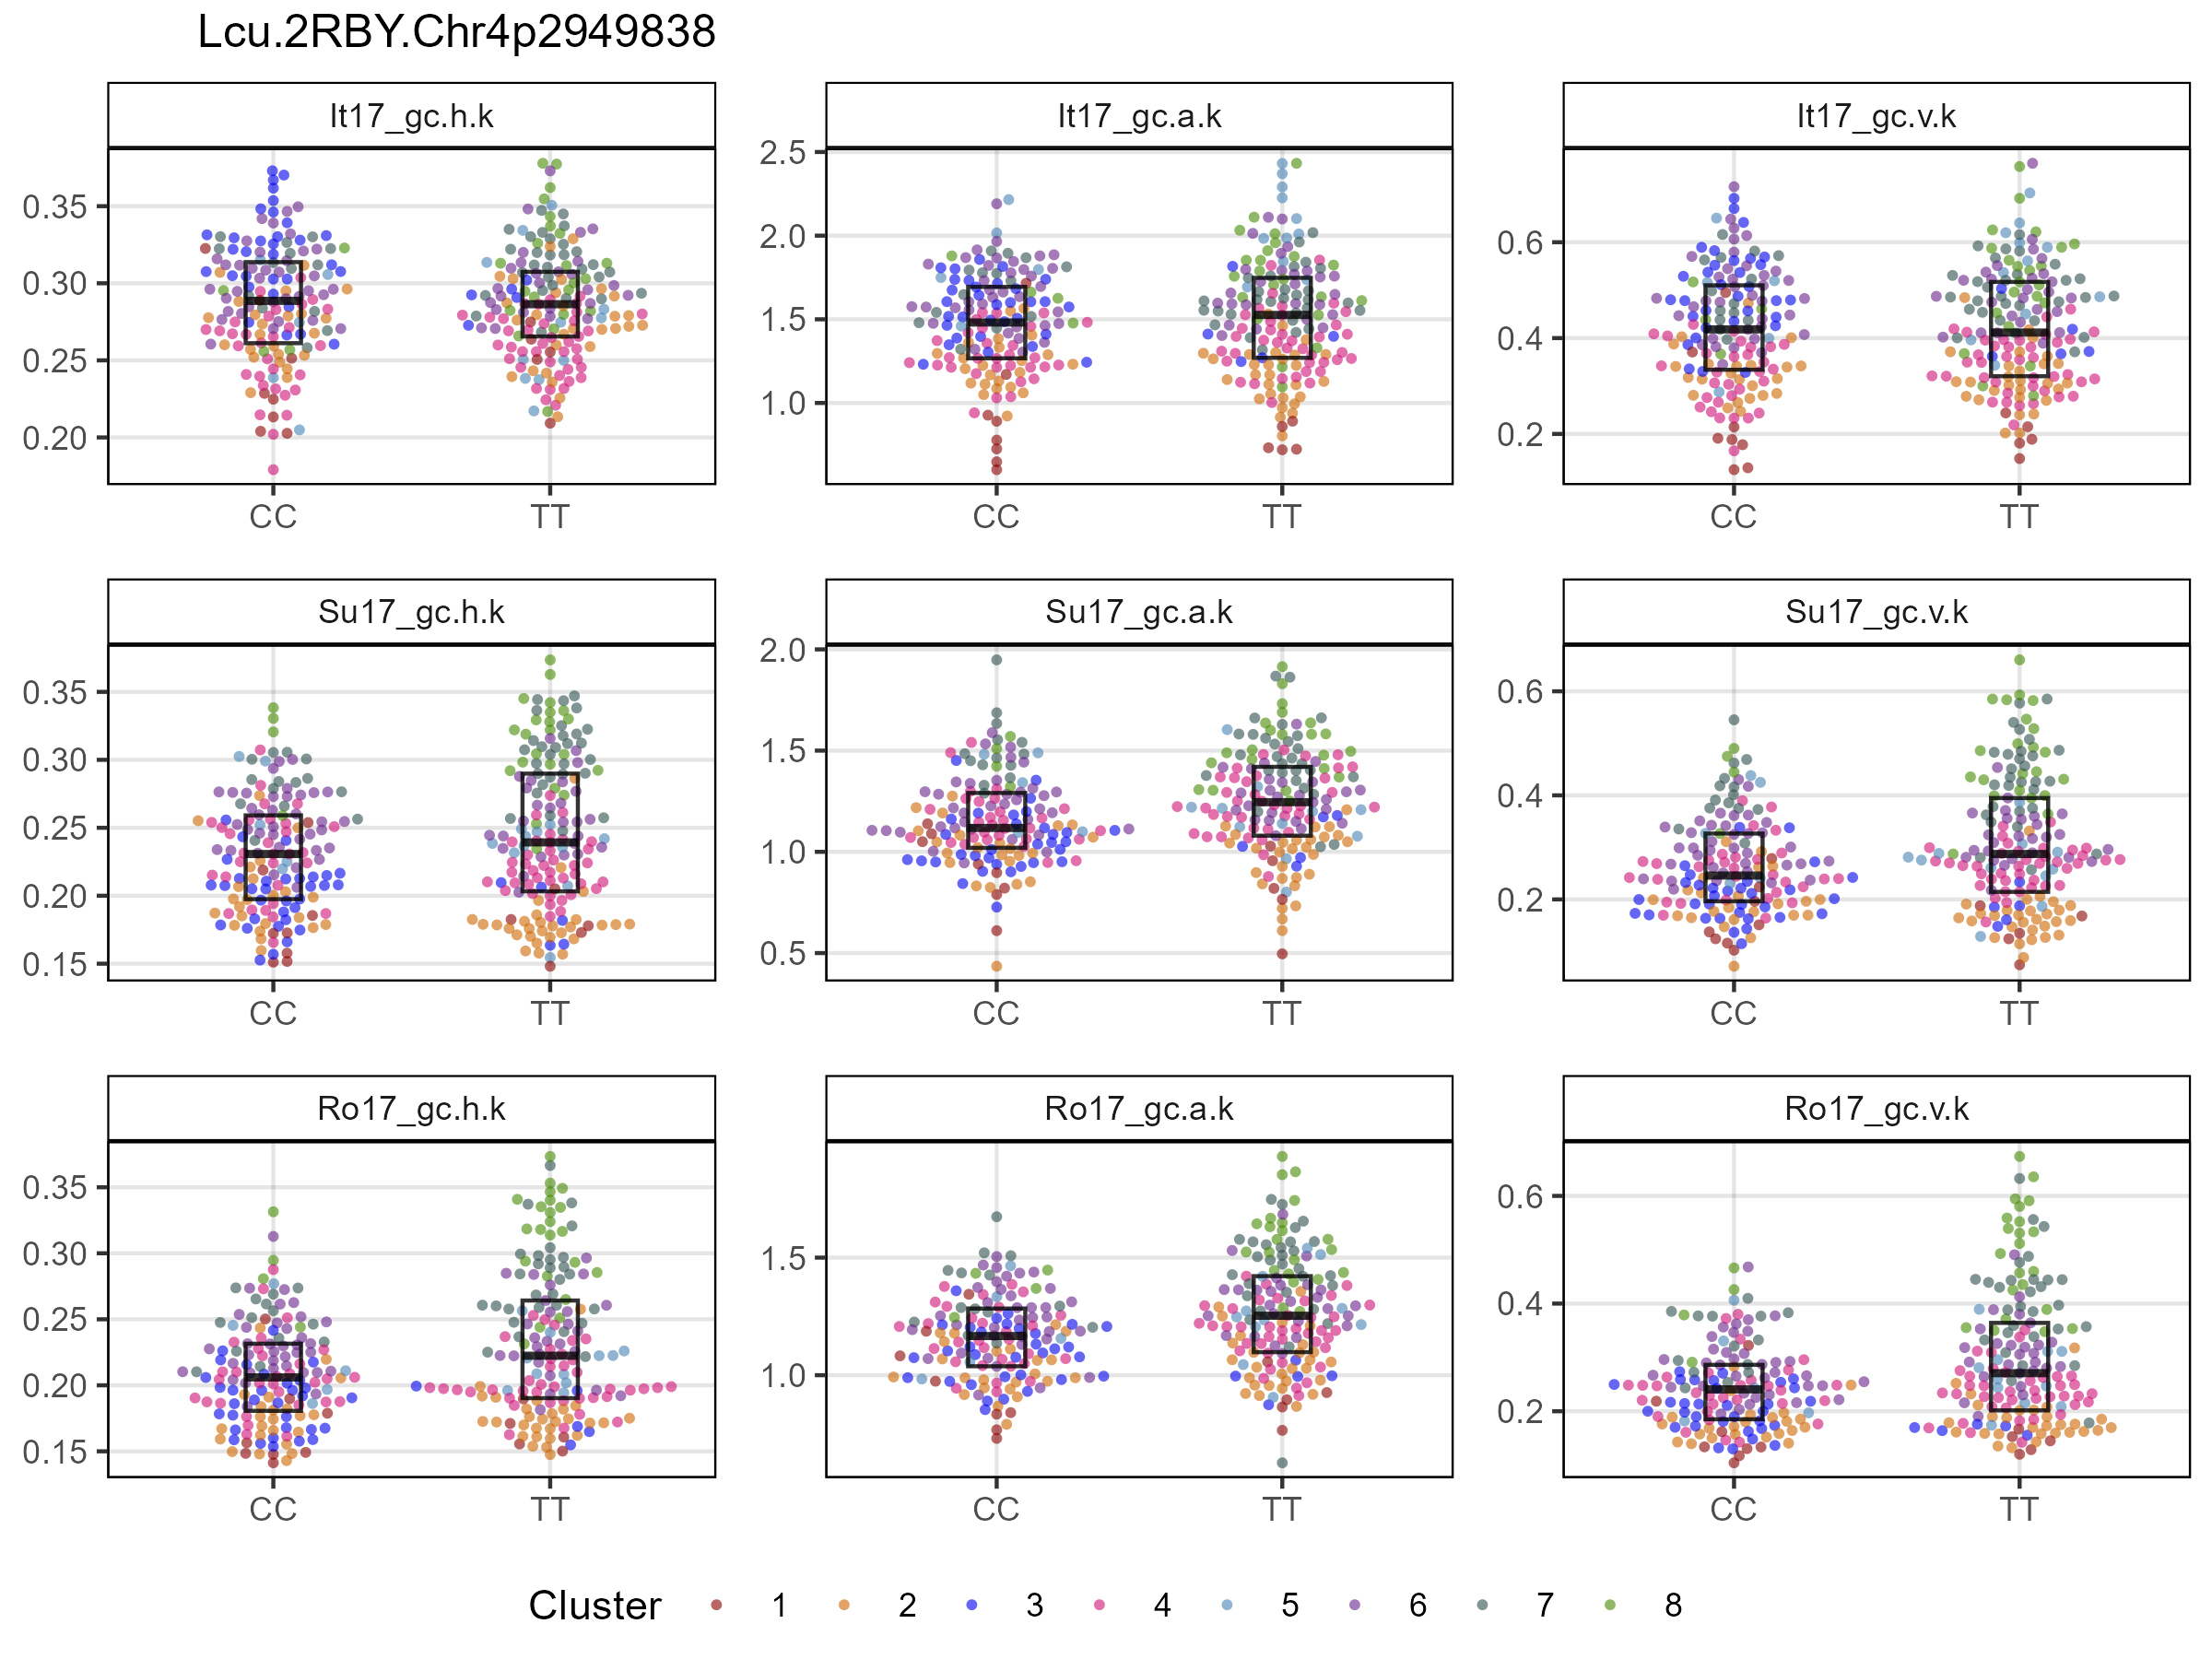 Lcu.2RBY.Chr4p2949838
It17_gc.h.k
It17_gc.a.k
It17_gc.v.k
0.35
0.30
0.25
0.20
CC TT
2.5
2.0
1.5
1.0
CC TT
0.6
0.4
0.2
CC TT
Su17_gc.h.k
Su17_gc.a.k
Su17_gc.v.k
0.35
0.30
0.25
0.20
0.15
CC TT
2.0
1.5
1.0
0.5
CC TT
0.6
0.4
0.2
CC TT
Ro17_gc.h.k
Ro17_gc.a.k
Ro17_gc.v.k
0.35
0.30
0.25
0.20
0.15
CC TT
1.5
1.0
CC TT
0.6
0.4
0.2
CC TT
Cluster 1 2 3 4 5 6 7 8